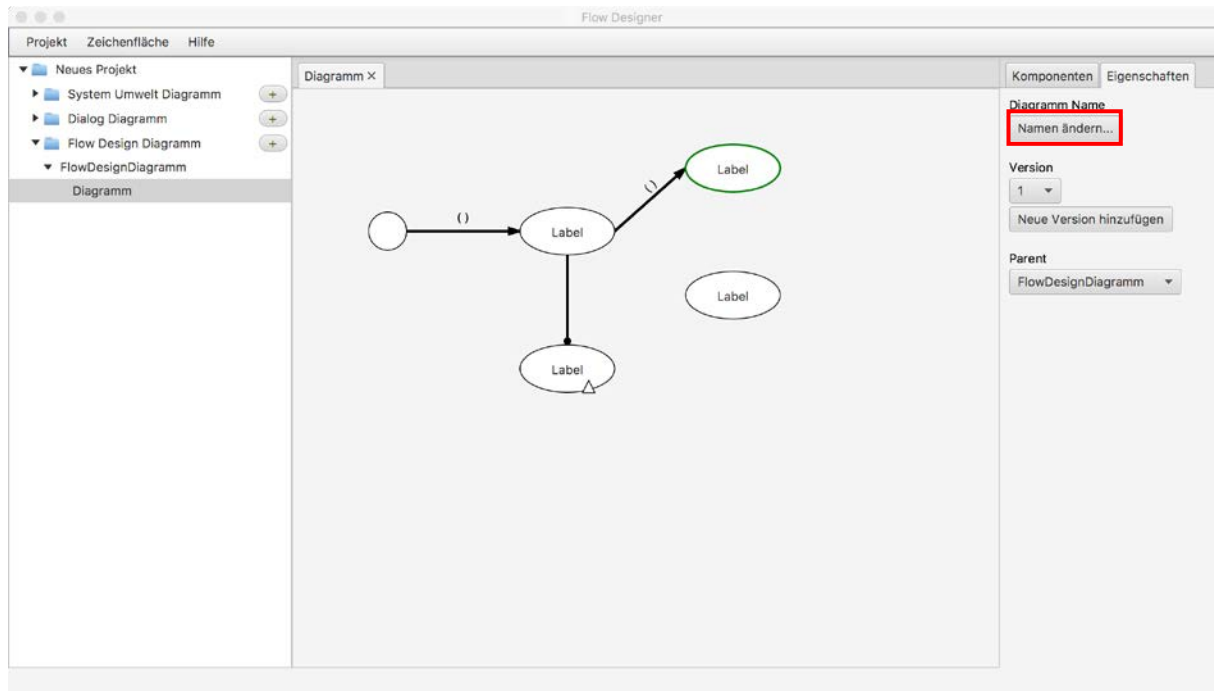 Flow Designer
Projekt Zeichenfläche Hilfe
Neues Projekt
System Umwelt Diagramm +
Dialog Diagramm +
Flow Design Diagramm +
FlowDesignDiagramm
Diagramm
Diagramm ×
()
Label
()
Label
Label
Label
Komponenten Eigenschaften
Diagramm Name
Namen ändern...
Version
1
Neue Version hinzufügen
Parent
FlowDesignDiagramm